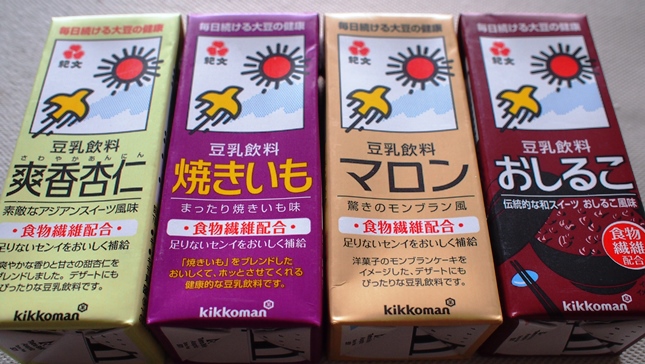 毎日続ける大豆の健康
紀文
豆乳飲料
さわやかあんにん
爽香杏仁
素敵なアジアンスイーツ風味
・食物繊維配合・
足りないセンイをおいしく補給
爽やかな香りと甘さの甜杏仁を
ブレンドしました。デザートにも
ぴったりな豆乳飲料です。
kikkoman
毎日続ける大豆の健康
紀文
豆乳飲料
焼きいも
まったり焼きいも味
・食物繊維配合・
足りないセンイをおいしく補給
「焼きいも」をブレンドした
おいしくて、ホッとさせてくれる
健康的な豆乳飲料です。
kikkoman
毎日続ける大豆の健康
紀文
豆乳飲料
マロン
驚きのモンブラン風
・食物繊維配合・
足りないセンイをおいしく補給
洋菓子のモンブランケーキを
イメージした、デザートにも
ぴったりな豆乳飲料です。
kikkoman
毎日続ける大豆の健康
紀文
豆乳飲料
おしるこ
伝統的な和スイーツ おしるこ風味
食物
繊維
配合
kikkoman